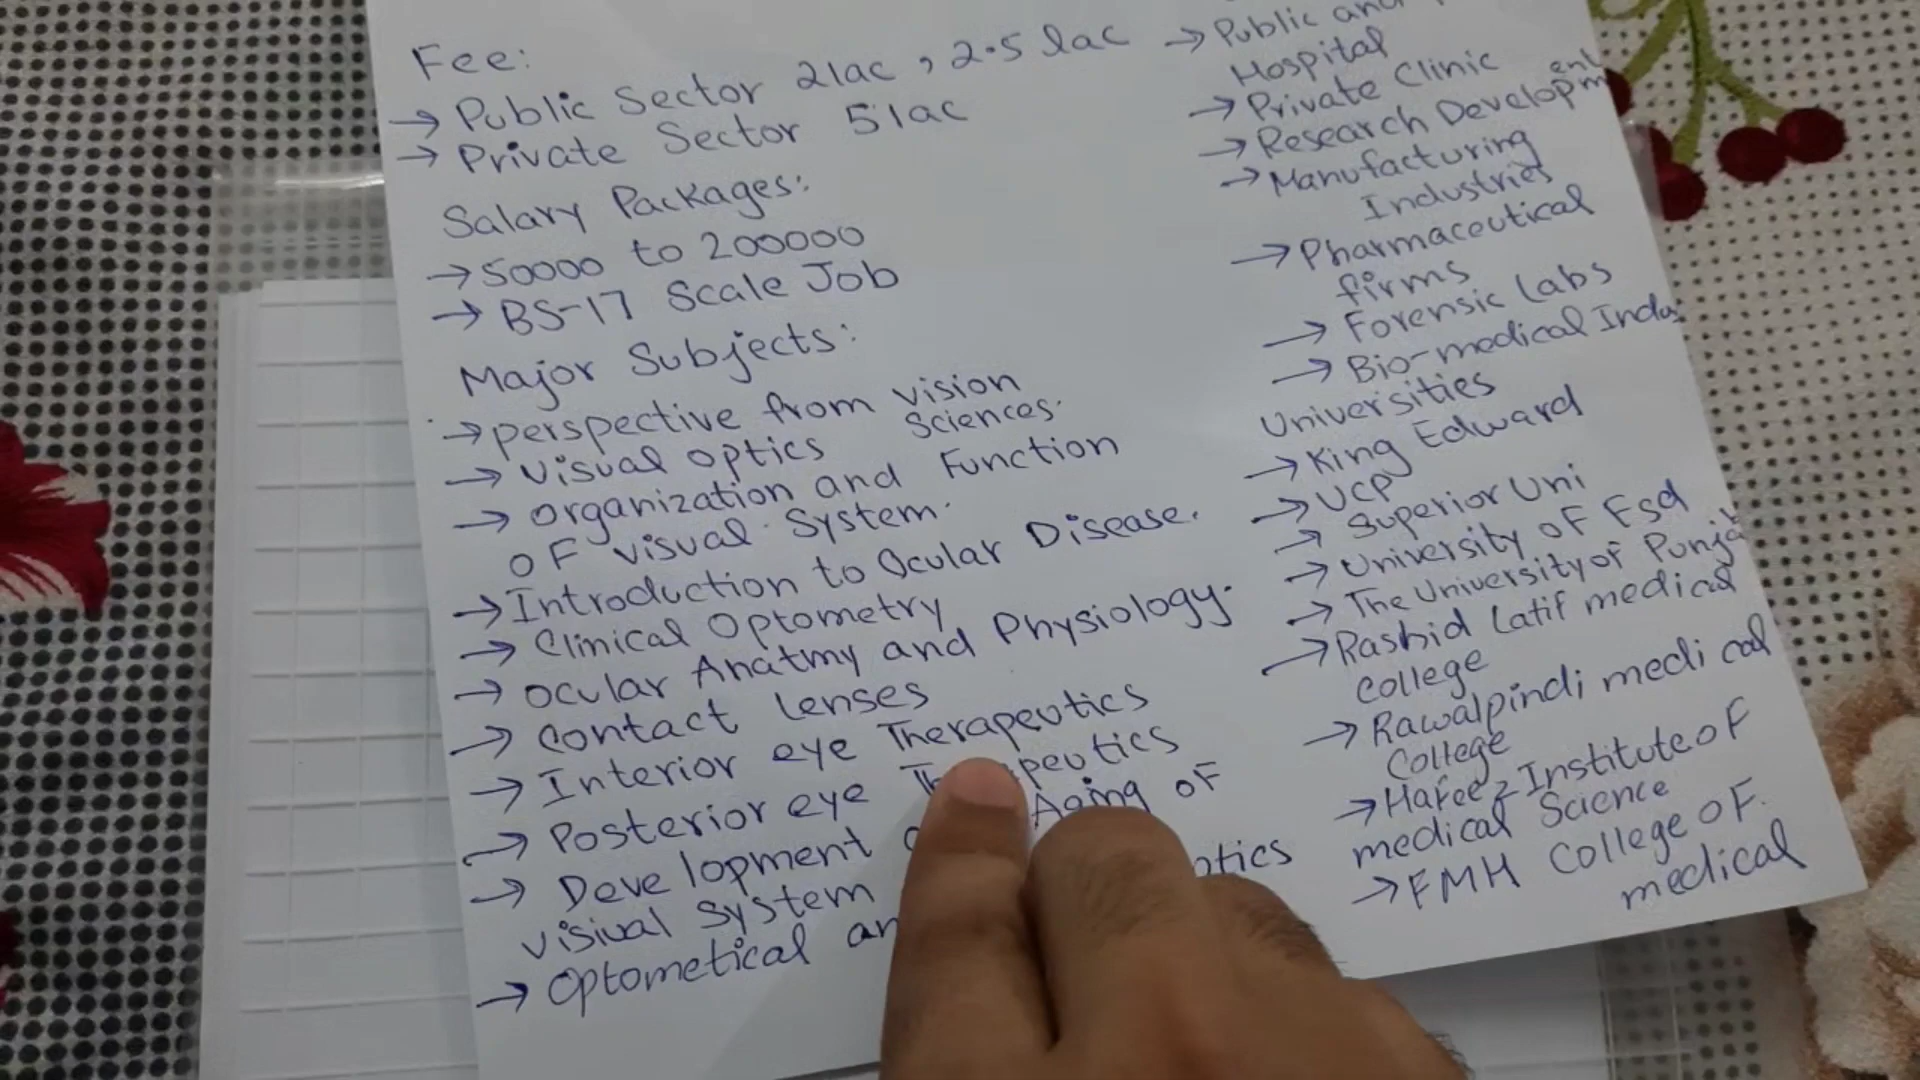 Fee:
→ Public Sector 2lac , 2.5 lac
→ Private Sector 5lac
Salary Packages:
→ 50000 to 200000
→ BS-17 Scale Job
Major Subjects:
→ perspective from vision
Sciences.
→ visual optics
→ organization and Function
of visual System.
→ Introduction to Ocular Disease.
→ Clinical Optometry
→ Ocular Anatmy and Physiology.
→ Contact lenses
→ Interior eye Therapeutics
→ Posterior eye
→ Development Aging of
visiual System
→ Optometical
→ Public
Hospital
→ Private Clinic
→ Research Development
→ Manufacturing
Industries
→ Pharmaceutical
firms
→ Forensic Labs
→ Bio-medical
Universities
→ King Edward
→ UCP
→ Superior Uni
→ University of Fsd
→ The University of
→ Rashid Latif medical
College
→ Rawalpindi medical
College
→ Hafeez Institute of
medical Science
→ FMH College of
medical